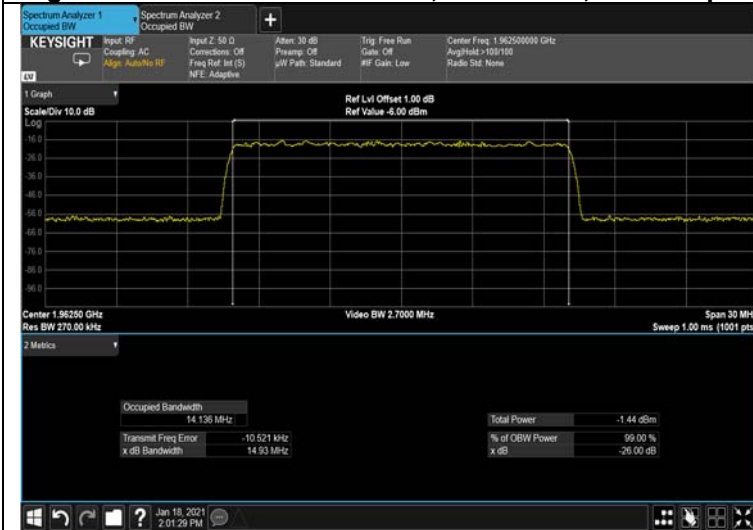 Spectrum Analyzer 1
Occupied BW
Spectrum Analyzer 2
Occupied BW
+
KEYSIGHT
LXI
Input: RF
Coupling: AC
Align: Auto/No RF
Input Z: 50 Ω
Corrections: Off
Freq Ref: Int (S)
NFE: Adaptive
Atten: 30 dB
Preamp: Off
µW Path: Standard
Trig: Free Run
Gate: Off
#IF Gain: Low
Center Freq: 1.962500000 GHz
Avg|Hold:>100/100
Radio Std: None
1 Graph
Scale/Div 10.0 dB
Ref Lvl Offset 1.00 dB
Ref Value -6.00 dBm
Log
-16.0
-26.0
-36.0
-46.0
-56.0
-66.0
-76.0
-86.0
-96.0
Center 1.96250 GHz
Video BW 2.7000 MHz
Span 30 MH
Res BW 270.00 kHz
Sweep 1.00 ms (1001 pts
2 Metrics
Occupied Bandwidth
14.136 MHz
Total Power -1.44 dBm
Transmit Freq Error -10.521 kHz
% of OBW Power 99.00 %
x dB Bandwidth 14.93 MHz
x dB -26.00 dB
?
Jan 18, 2021
2:01:29 PM